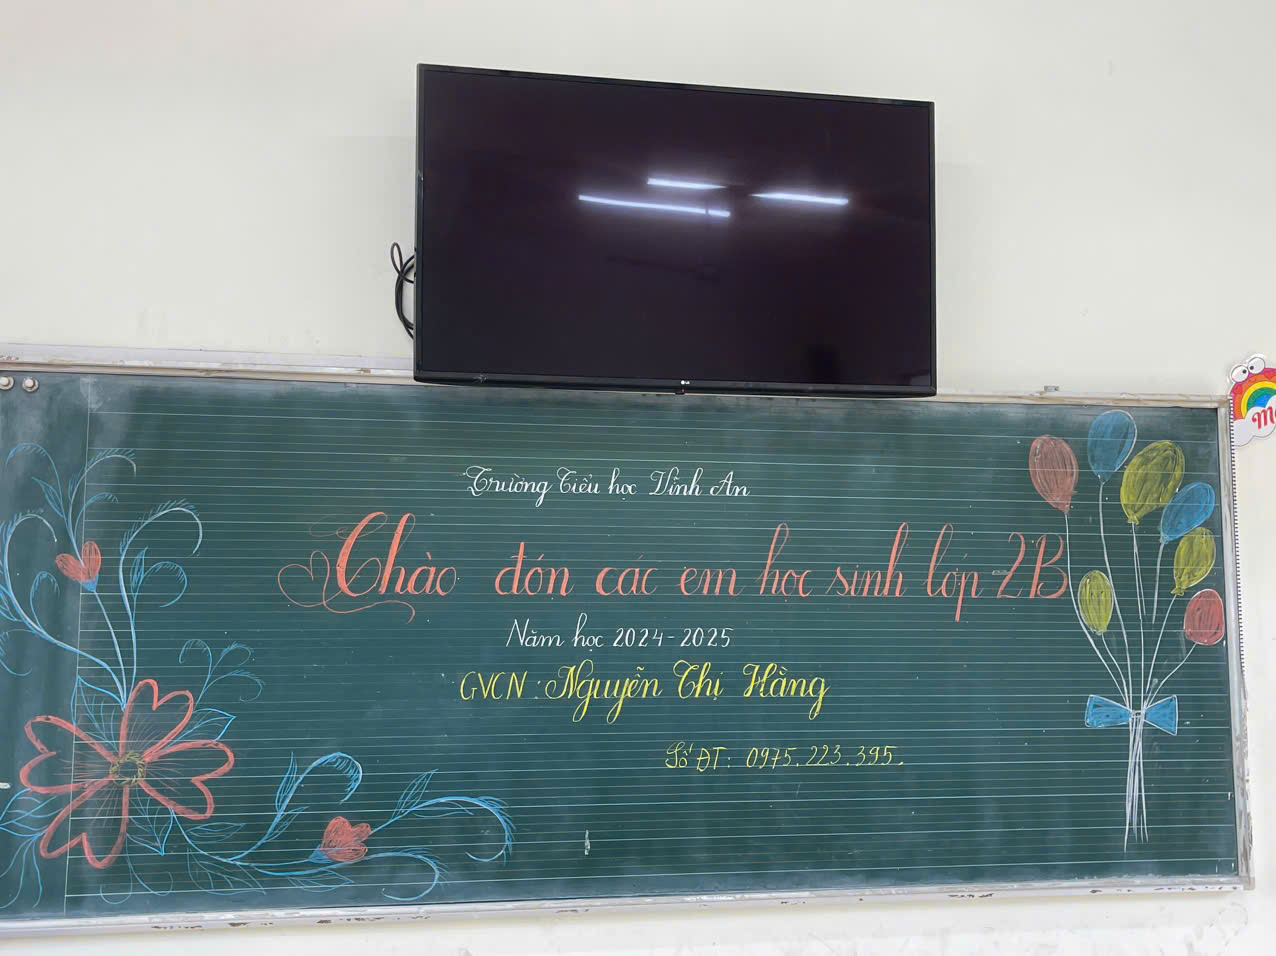 LG
Trường Tiểu học Vĩnh An
Chào đón các em học sinh lớp 2B
Năm học 2024-2025
GVCN: Nguyễn Thị Hằng
Số ĐT: 0975.223.395.